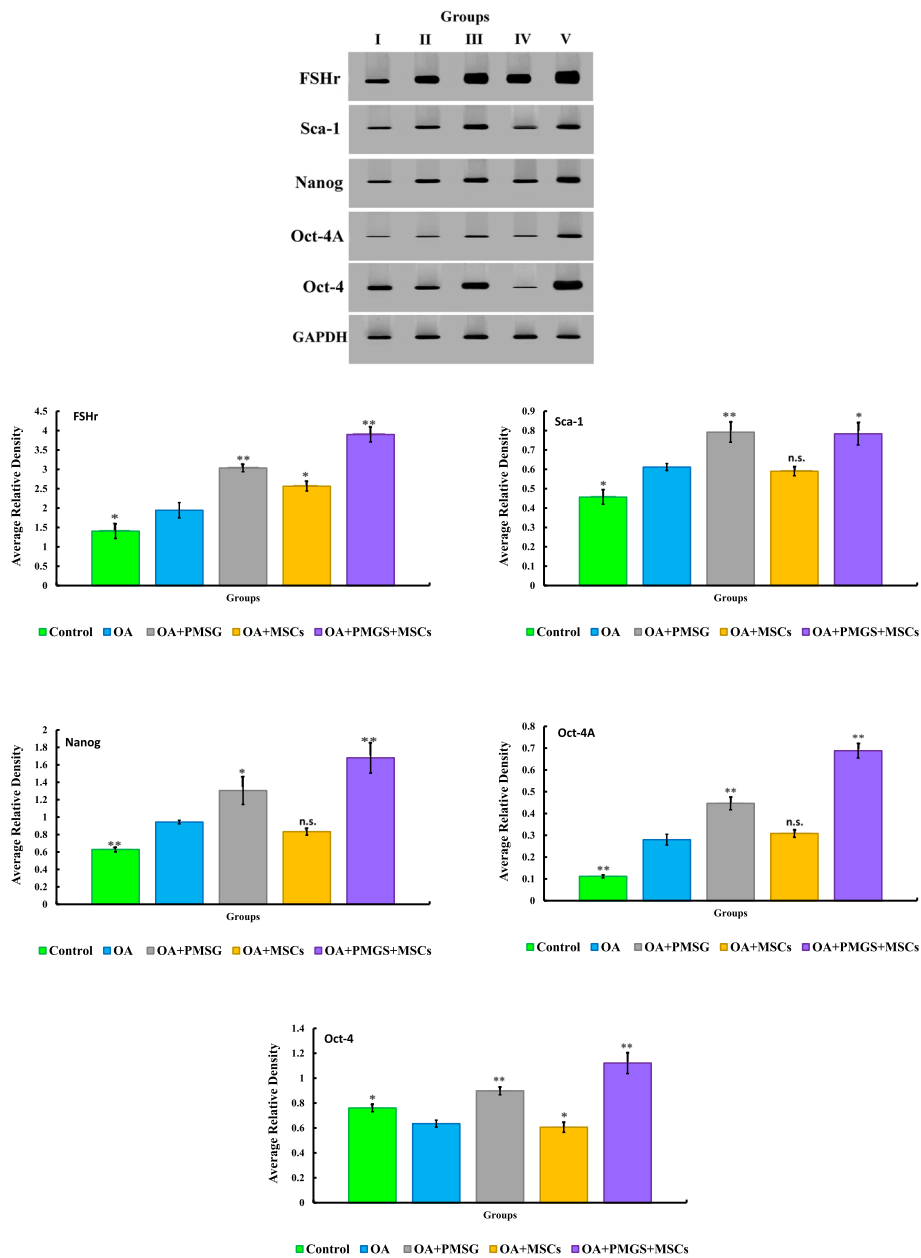 Groups
I II III IV V
FSHr
Sca-1
Nanog
Oct-4A
Oct-4
GAPDH
FSHr
Average Relative Density
4.5
4
3.5
3
2.5
2
1.5
1
0.5
0
*
**
*
**
Groups
Control OA OA+PMSG OA+MSCs OA+PMGS+MSCs
Sca-1
Average Relative Density
0.9
0.8
0.7
0.6
0.5
0.4
0.3
0.2
0.1
0
*
**
n.s.
*
Groups
Control OA OA+PMSG OA+MSCs OA+PMGS+MSCs
Nanog
Average Relative Density
2
1.8
1.6
1.4
1.2
1
0.8
0.6
0.4
0.2
0
**
*
n.s.
**
Groups
Control OA OA+PMSG OA+MSCs OA+PMGS+MSCs
Oct-4A
Average Relative Density
0.8
0.7
0.6
0.5
0.4
0.3
0.2
0.1
0
**
**
n.s.
**
Groups
Control OA OA+PMSG OA+MSCs OA+PMGS+MSCs
Oct-4
Average Relative Density
1.4
1.2
1
0.8
0.6
0.4
0.2
0
*
**
*
**
Groups
Control OA OA+PMSG OA+MSCs OA+PMGS+MSCs